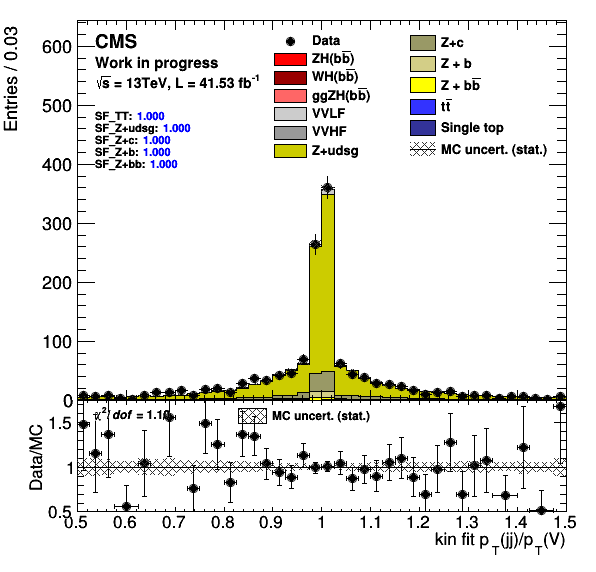 CMS
Work in progress
√s = 13TeV, L = 41.53 fb⁻¹
SF_TT: 1.000
SF_Z+udsg: 1.000
SF_Z+c: 1.000
SF_Z+b: 1.000
SF_Z+bb: 1.000
Data
ZH(bb̅)
WH(bb̅)
ggZH(bb̅)
VVLF
VVHF
Z+udsg
Z+c
Z + b
Z + bb̅
tt̅
Single top
MC uncert. (stat.)
Entries / 0.03
600
500
400
300
200
100
0
/ dof = 1.10
MC uncert. (stat.)
Data/MC
1.5
1
0.5
0.5 0.6 0.7 0.8 0.9 1 1.1 1.2 1.3 1.4 1.5
kin fit p_T(jj)/p_T(V)